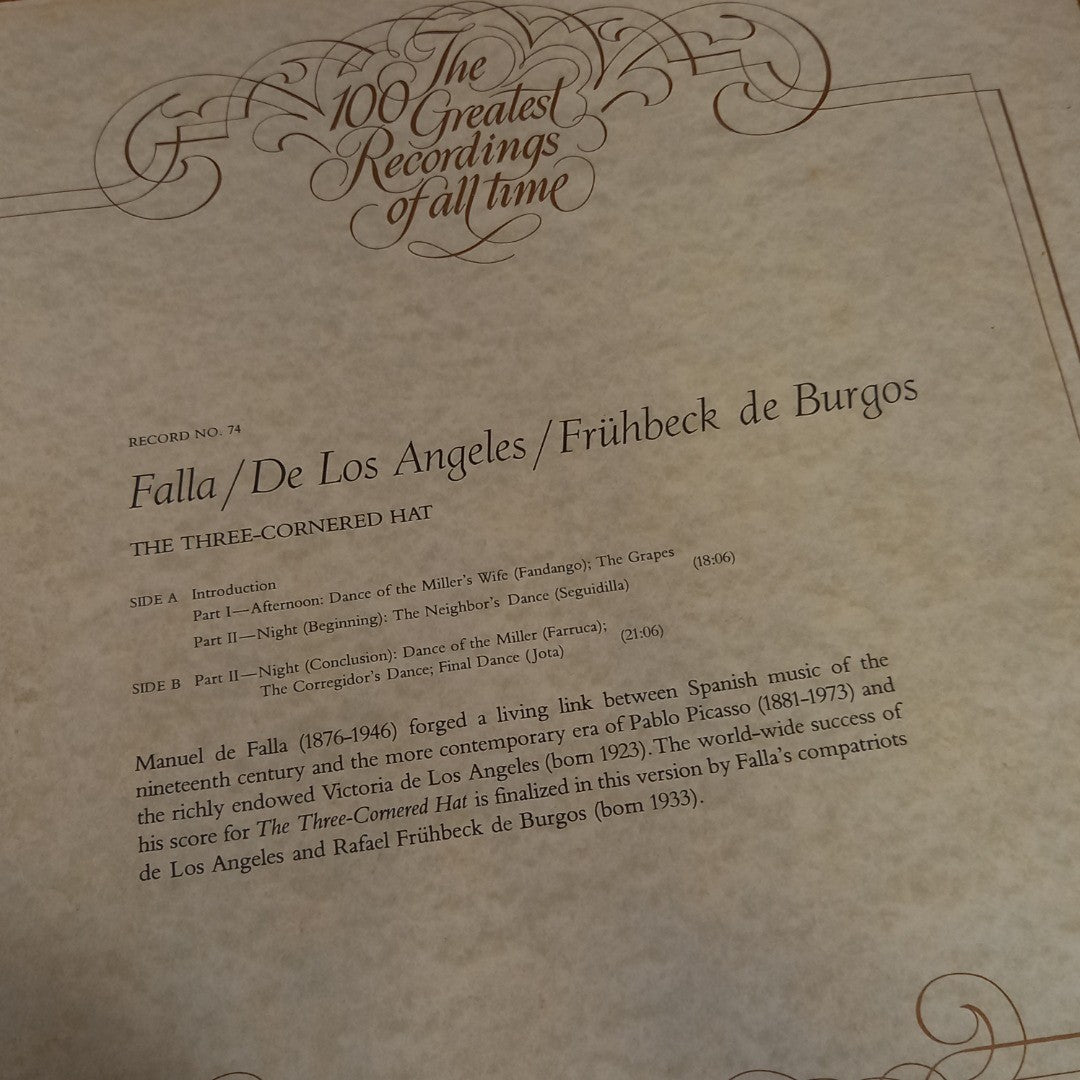 The
100 Greatest
Recordings
of all time
RECORD NO. 74
Falla/De Los Angeles/Frühbeck de Burgos
THE THREE-CORNERED HAT
SIDE A Introduction
Part I—Afternoon: Dance of the Miller's Wife (Fandango); The Grapes (18:06)
Part II—Night (Beginning): The Neighbor's Dance (Seguidilla)
SIDE B Part II—Night (Conclusion): Dance of the Miller (Farruca); (21:06)
The Corregidor's Dance; Final Dance (Jota)
Manuel de Falla (1876-1946) forged a living link between Spanish music of the
nineteenth century and the more contemporary era of Pablo Picasso (1881-1973) and
the richly endowed Victoria de Los Angeles (born 1923). The world-wide success of
his score for The Three-Cornered Hat is finalized in this version by Falla's compatriots
de Los Angeles and Rafael Frühbeck de Burgos (born 1933).